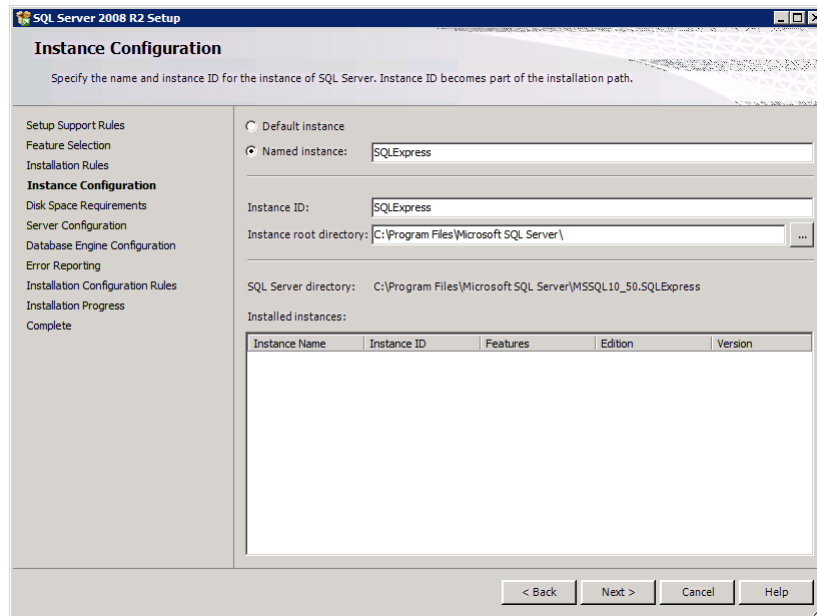 SQL Server 2008 R2 Setup
Instance Configuration
Specify the name and instance ID for the instance of SQL Server. Instance ID becomes part of the installation path.
Setup Support Rules
Feature Selection
Installation Rules
Instance Configuration
Disk Space Requirements
Server Configuration
Database Engine Configuration
Error Reporting
Installation Configuration Rules
Installation Progress
Complete
Default instance
Named instance: SQLExpress
Instance ID: SQLExpress
Instance root directory: C:\Program Files\Microsoft SQL Server\ ...
SQL Server directory: C:\Program Files\Microsoft SQL Server\MSSQL10_50.SQLExpress
Installed instances:
Instance Name Instance ID Features Edition Version
< Back Next > Cancel Help